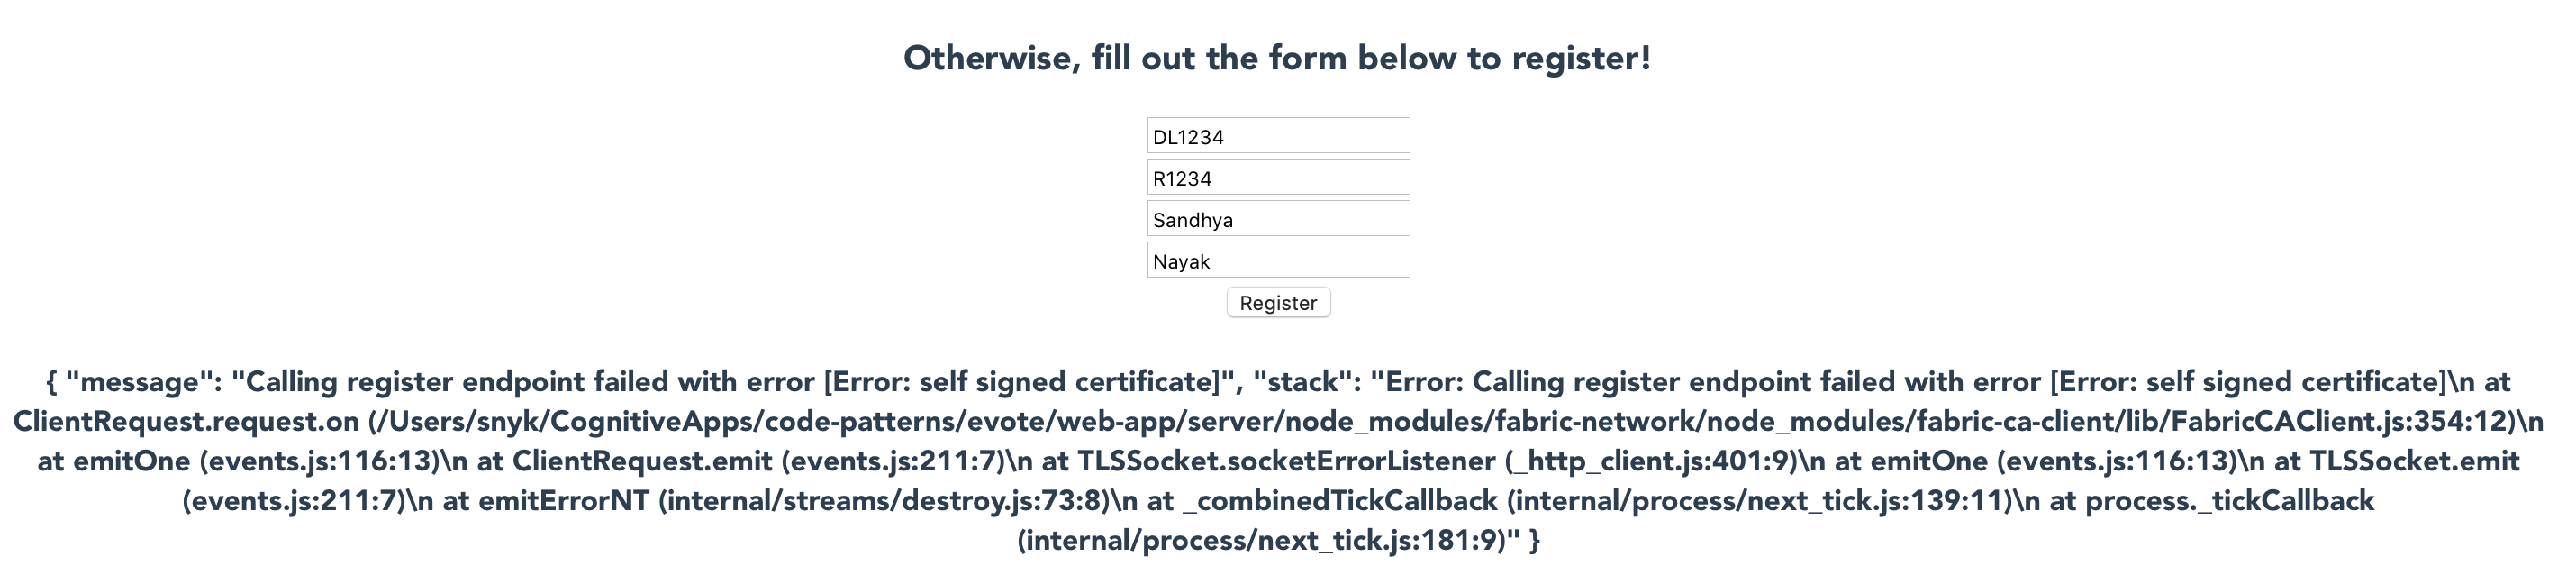 Otherwise, fill out the form below to register!
DL1234
R1234
Sandhya
Nayak
Register
{ "message": "Calling register endpoint failed with error [Error: self signed certificate]", "stack": "Error: Calling register endpoint failed with error [Error: self signed certificate]\n at
ClientRequest.request.on (/Users/snyk/CognitiveApps/code-patterns/evote/web-app/server/node_modules/fabric-network/node_modules/fabric-ca-client/lib/FabricCAClient.js:354:12)\n
at emitOne (events.js:116:13)\n at ClientRequest.emit (events.js:211:7)\n at TLSSocket.socketErrorListener (_http_client.js:401:9)\n at emitOne (events.js:116:13)\n at TLSSocket.emit
(events.js:211:7)\n at emitErrorNT (internal/streams/destroy.js:73:8)\n at _combinedTickCallback (internal/process/next_tick.js:139:11)\n at process._tickCallback
(internal/process/next_tick.js:181:9)" }